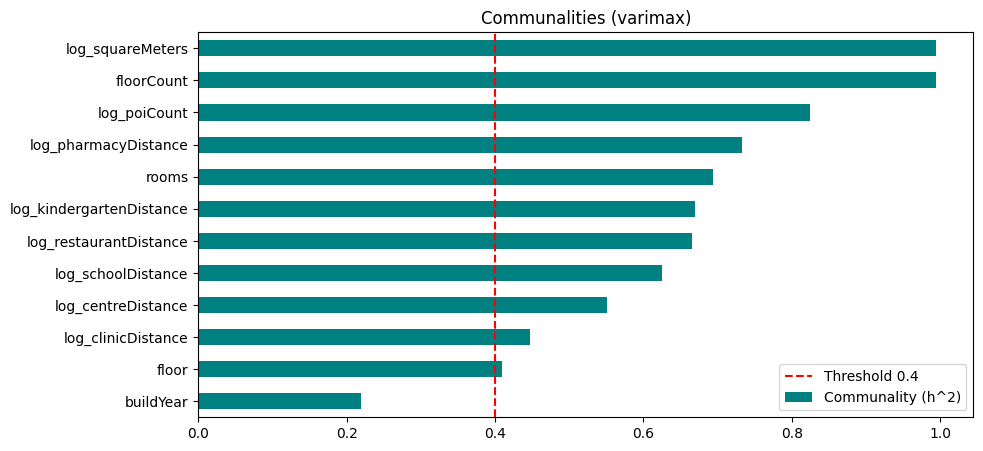 Communalities (varimax)
log_squareMeters
floorCount
log_poiCount
log_pharmacyDistance
rooms
log_kindergartenDistance
log_restaurantDistance
log_schoolDistance
log_centreDistance
log_clinicDistance
floor
buildYear
Threshold 0.4
Communality (h^2)
0.0 0.2 0.4 0.6 0.8 1.0